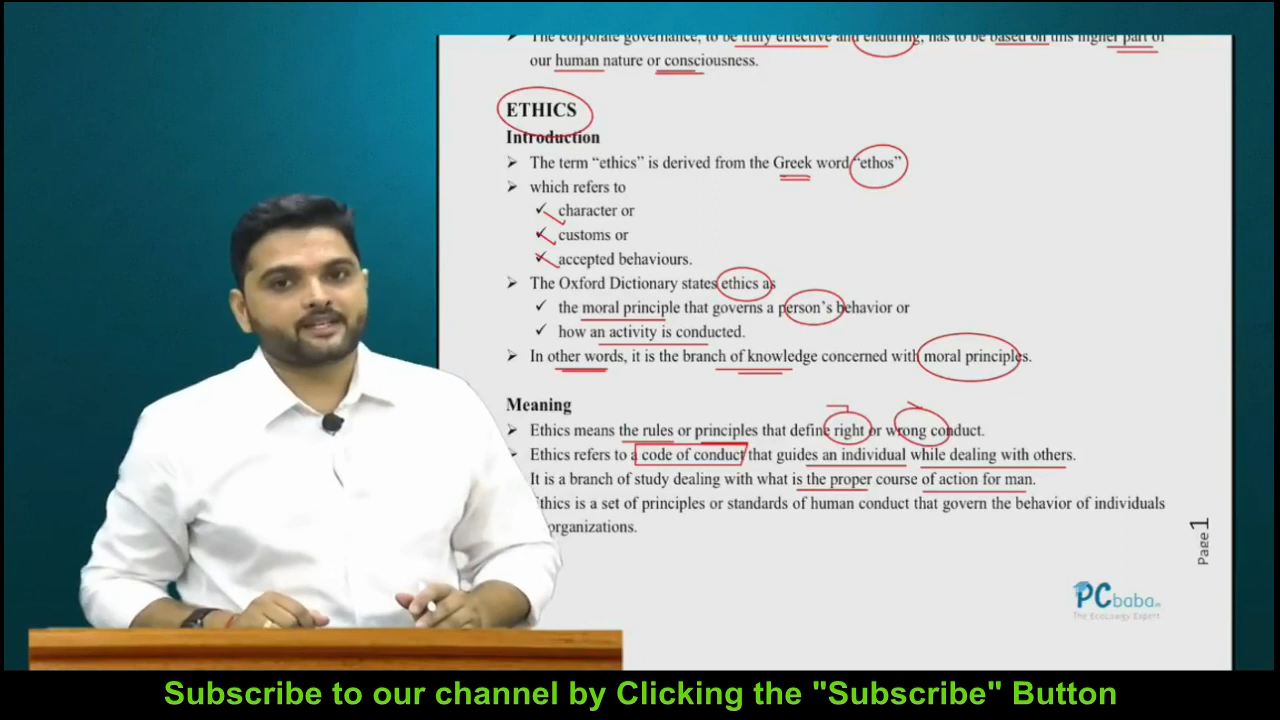 ➢ The corporate governance, to be truly effective and enduring, has to be based on this higher part of
our human nature or consciousness.
ETHICS
Introduction
➢ The term “ethics” is derived from the Greek word “ethos”
➢ which refers to
✓ character or
✓ customs or
✓ accepted behaviours.
➢ The Oxford Dictionary states ethics as
✓ the moral principle that governs a person’s behavior or
✓ how an activity is conducted.
➢ In other words, it is the branch of knowledge concerned with moral principles.
Meaning
➢ Ethics means the rules or principles that define right or wrong conduct.
➢ Ethics refers to a code of conduct that guides an individual while dealing with others.
It is a branch of study dealing with what is the proper course of action for man.
Ethics is a set of principles or standards of human conduct that govern the behavior of individuals
organizations.
Page 1
PCbaba.in
The EcoLawgy Expert
Subscribe to our channel by Clicking the "Subscribe" Button